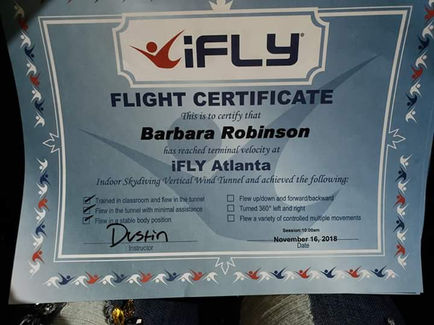 iFLY®
FLIGHT CERTIFICATE
This is to certify that
Barbara Robinson
has reached terminal velocity at
iFLY Atlanta
Indoor Skydiving Vertical Wind Tunnel and achieved the following:
Trained in classroom and flew in the tunnel
Flew in the tunnel with minimal assistance
Flew in a stable body position
Flew up/down and forward/backward
Turned 360° left and right
Flew a variety of controlled multiple movements
Dustin
Instructor
Session:10:00am
November 16, 2018
Date